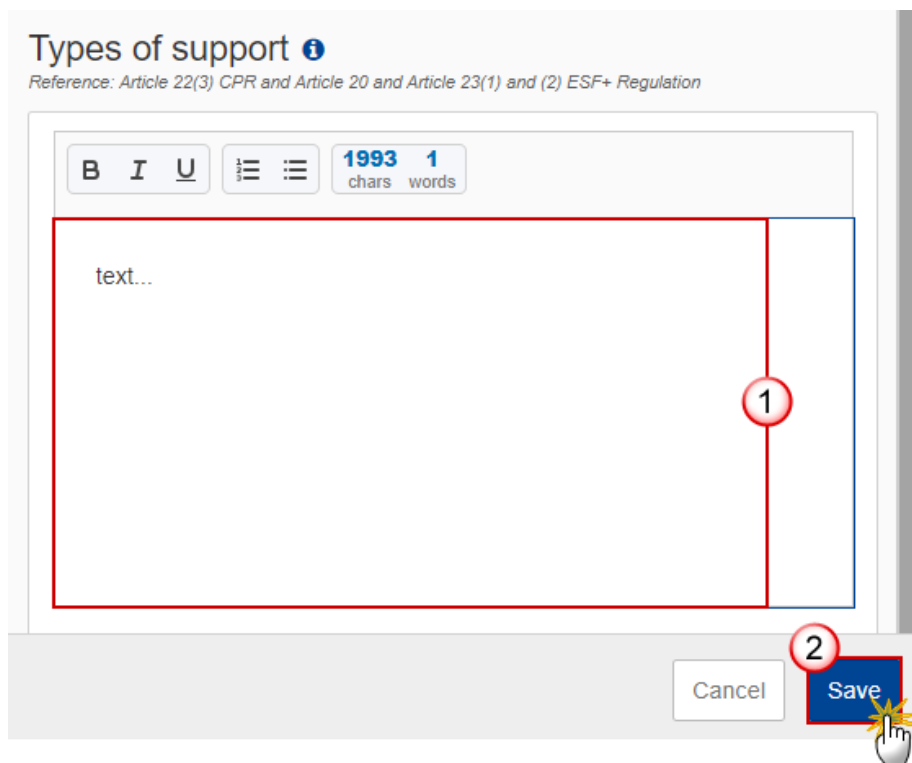 Types of support
Reference: Article 22(3) CPR and Article 20 and Article 23(1) and (2) ESF+ Regulation
B I U 1993 1
chars words
text...
1
2
Cancel Save